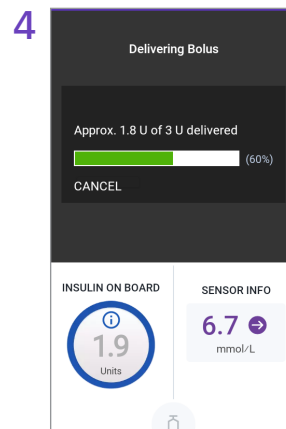 4
Delivering Bolus
Approx. 1.8 U of 3 U delivered
(60%)
CANCEL
INSULIN ON BOARD
SENSOR INFO
1.9
Units
6.7
mmol/L